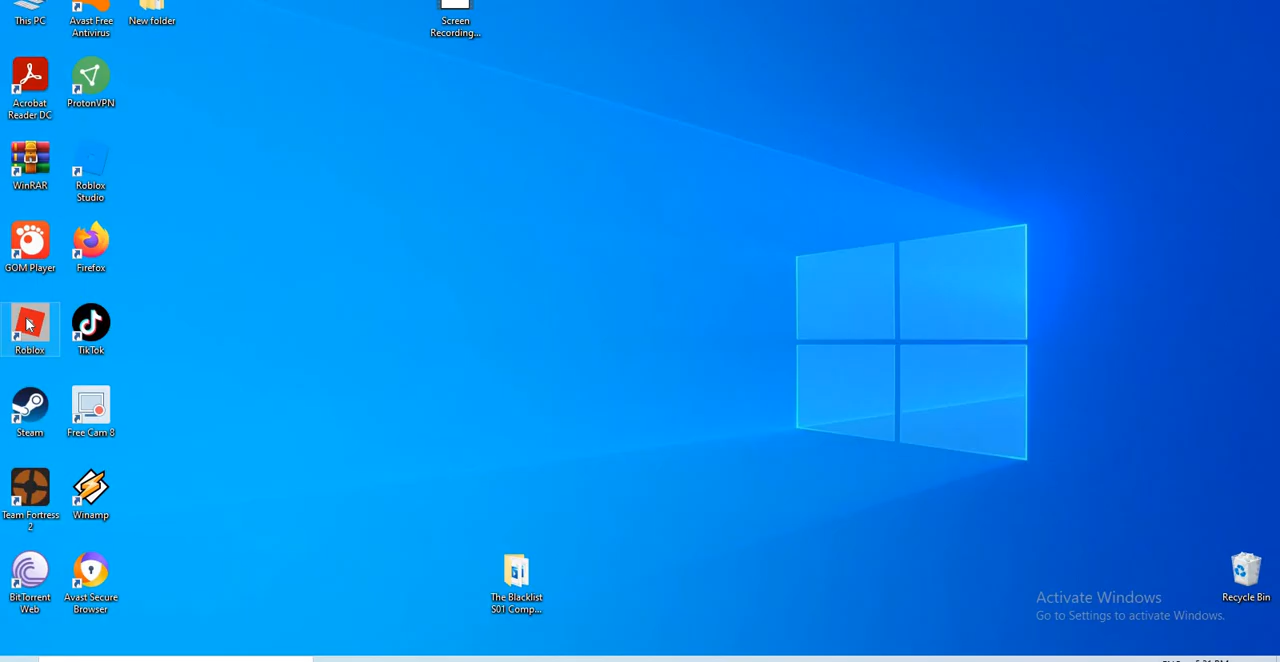 This PC
Avast Free
Antivirus
New folder
Screen
Recording...
Acrobat
Reader DC
ProtonVPN
WinRAR
Roblox
Studio
GOM Player
Firefox
Roblox
TikTok
Steam
Free Cam 8
Team Fortress
2
Winamp
BitTorrent
Web
Avast Secure
Browser
The Blacklist
S01 Comp...
Activate Windows
Go to Settings to activate Windows.
Recycle Bin